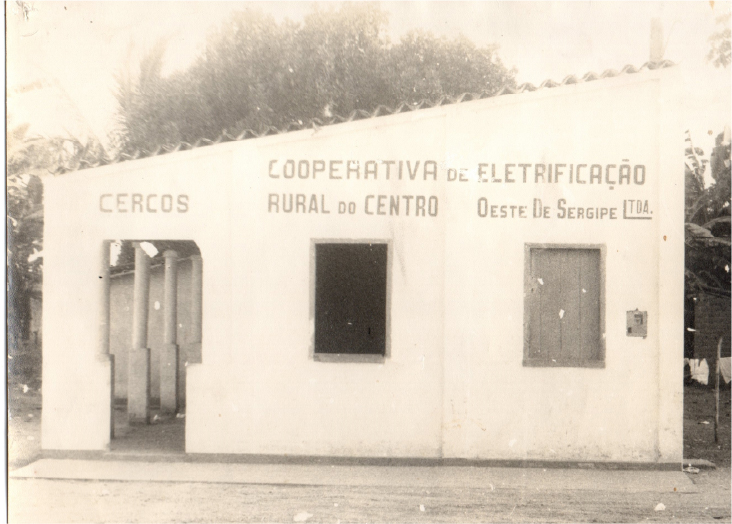 COOPERATIVA DE ELETRIFICAÇÃO
CERCOS RURAL DO CENTRO OESTE DE SERGIPE LTDA.